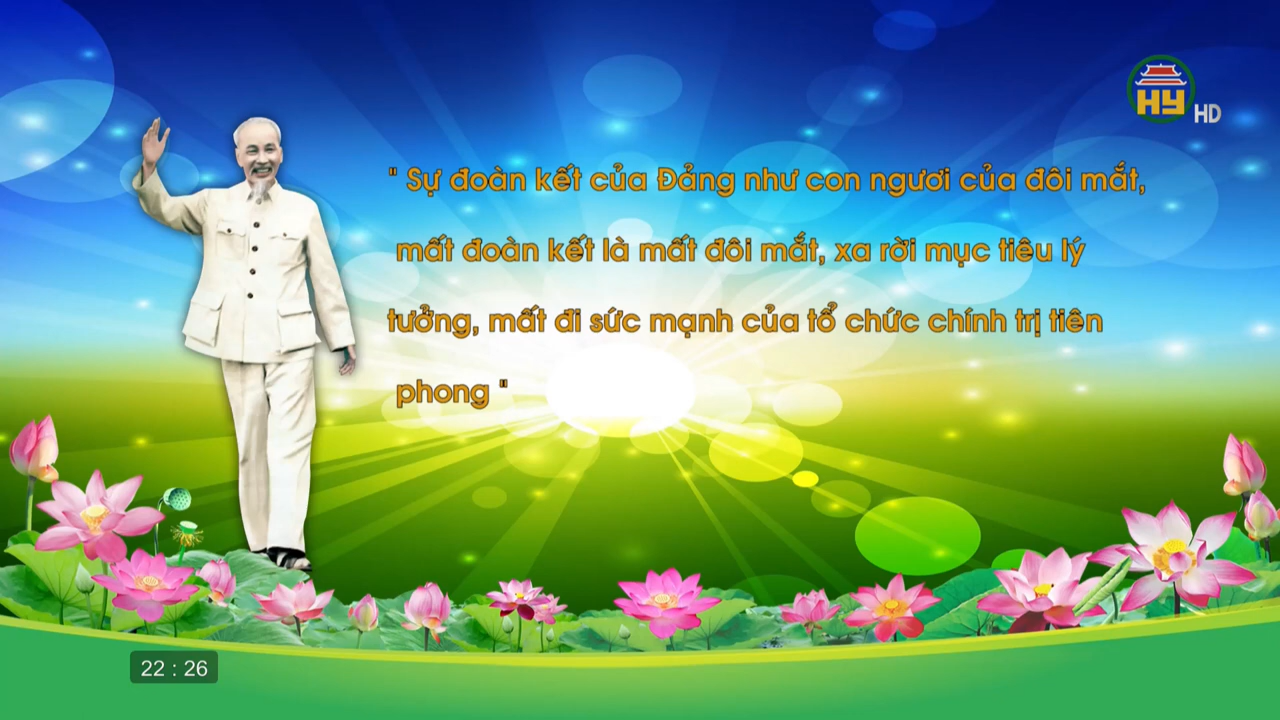 HY HD
" Sự đoàn kết của Đảng như con ngươi của đôi mắt,
mất đoàn kết là mất đôi mắt, xa rời mục tiêu lý
tưởng, mất đi sức mạnh của tổ chức chính trị tiên
phong "
22 : 26